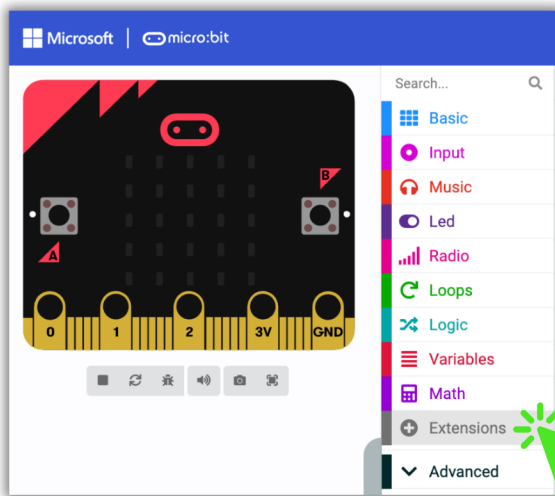 Microsoft micro:bit
Search...
Basic
Input
Music
Led
Radio
Loops
Logic
Variables
Math
Extensions
Advanced
B
A
0 1 2 3V GND